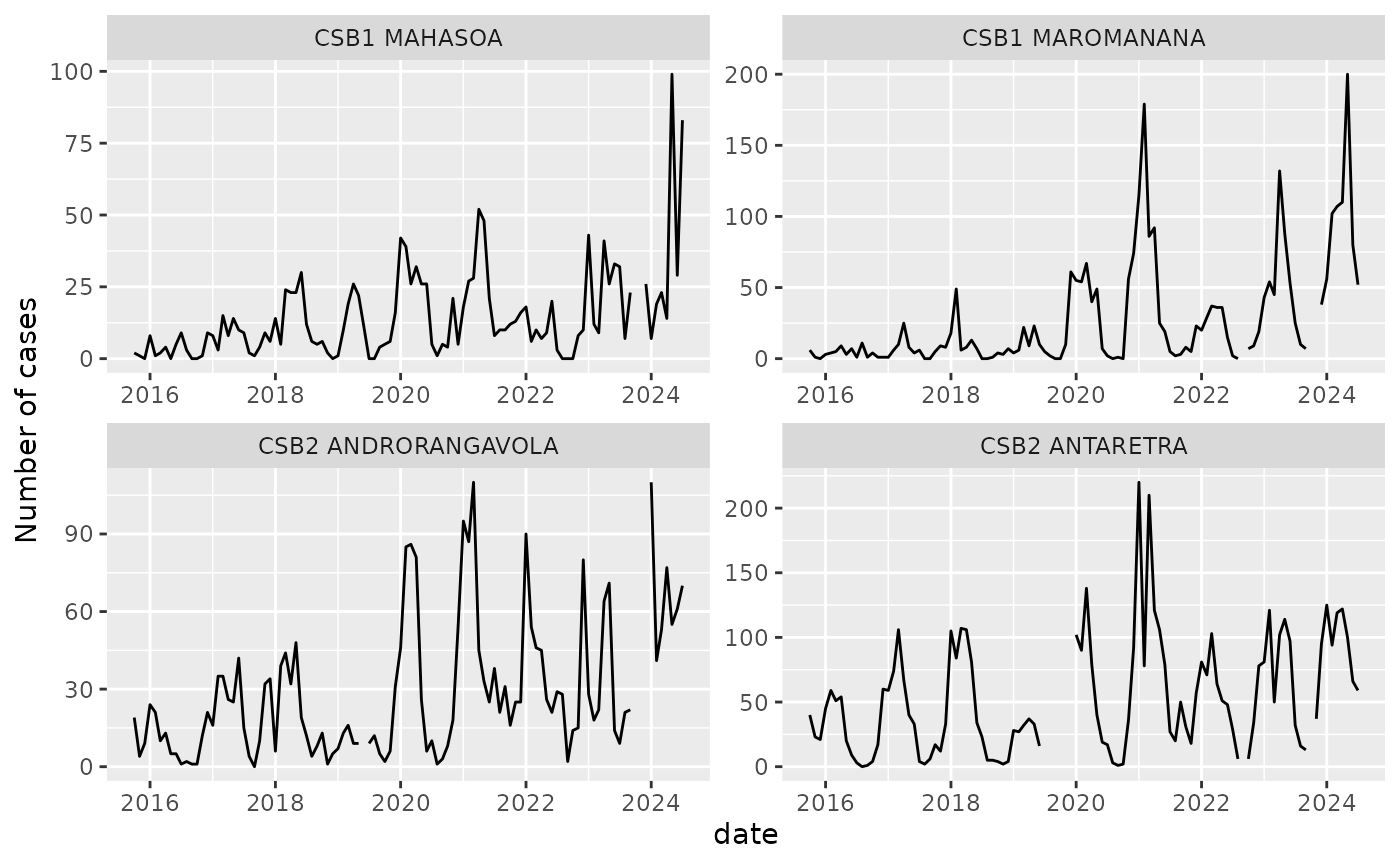 CSB1 MAHASOA
CSB1 MAROMANANA
100
75
50
25
0
200
150
100
50
0
2016 2018 2020 2022 2024
2016 2018 2020 2022 2024
Number of cases
CSB2 ANDRORANGAVOLA
CSB2 ANTARETRA
90
60
30
0
200
150
100
50
0
2016 2018 2020 2022 2024
2016 2018 2020 2022 2024
date